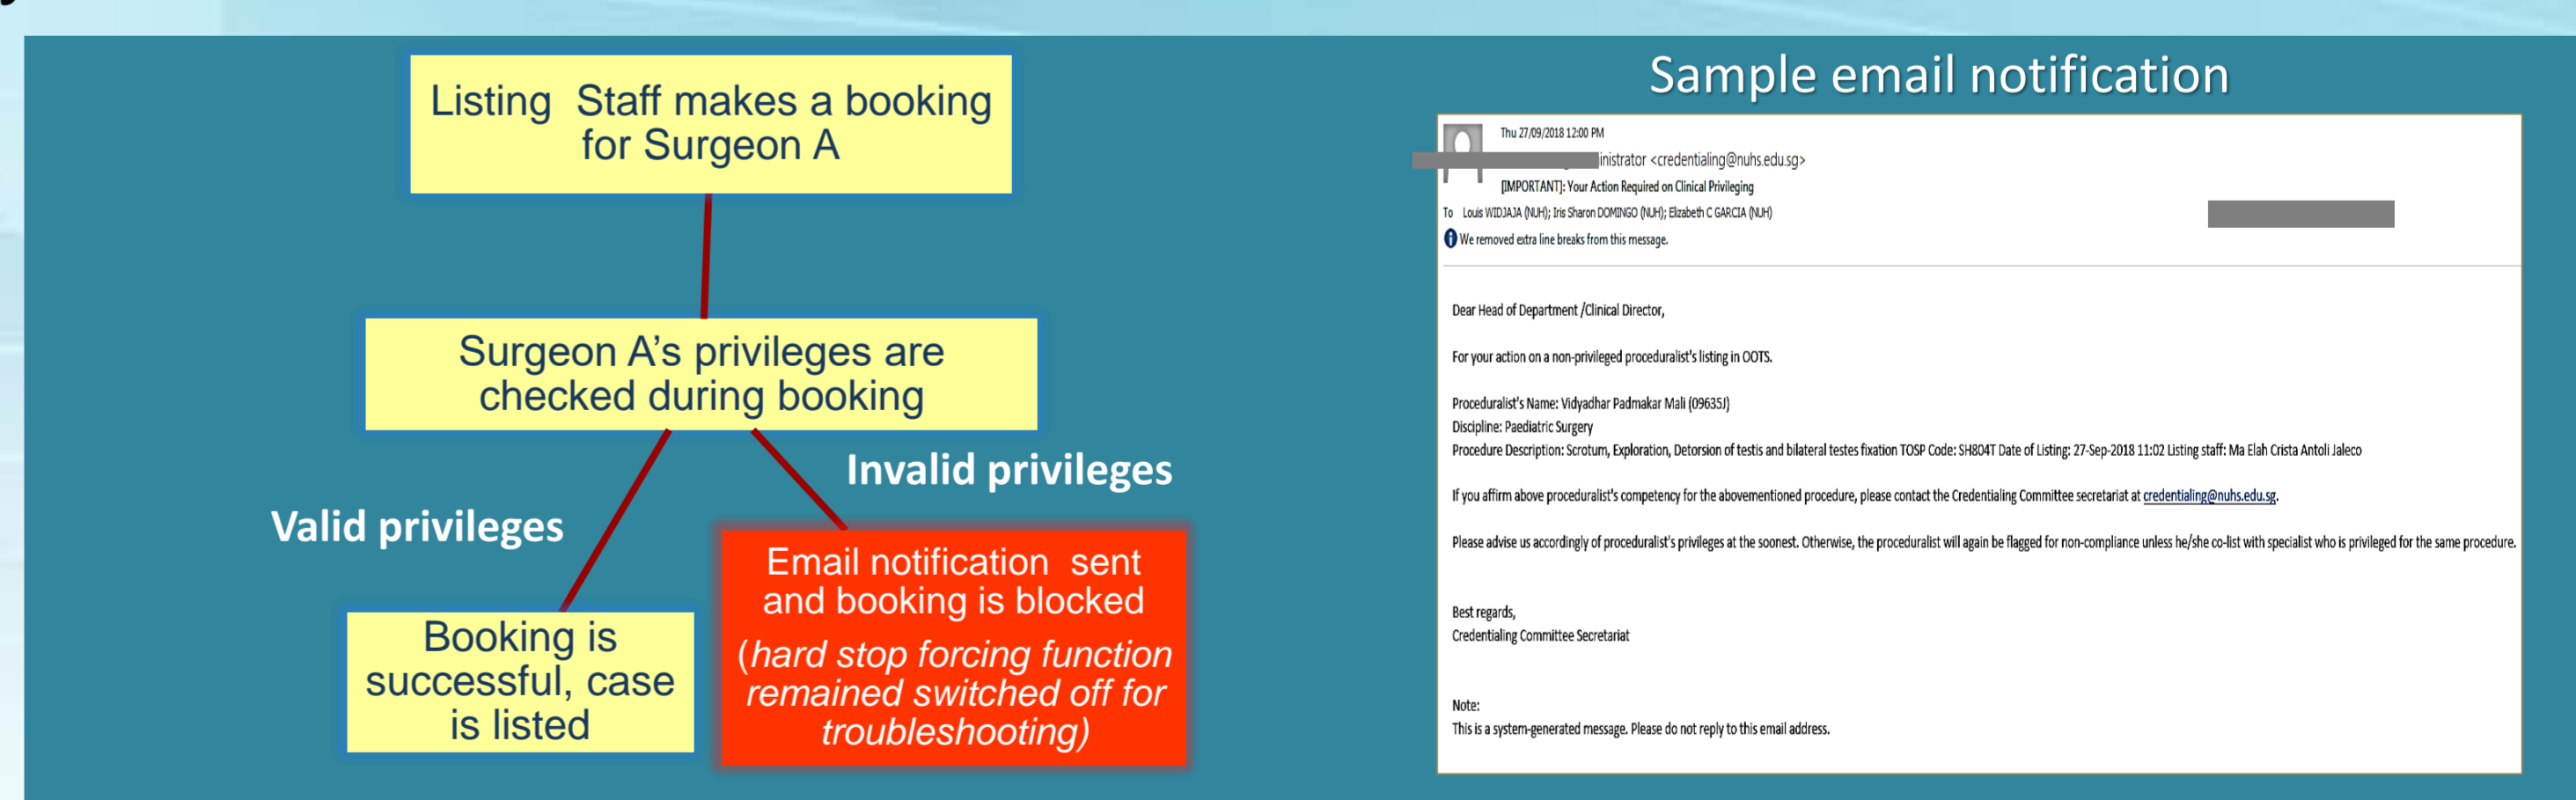 Listing Staff makes a booking
for Surgeon A
Surgeon A's privileges are
checked during booking
Valid privileges
Invalid privileges
Booking is
successful, case
is listed
Email notification sent
and booking is blocked
(hard stop forcing function
remained switched off for
troubleshooting)
Sample email notification
Thu 27/09/2018 12:00 PM
inistrator <credentialing@nuhs.edu.sg>
[IMPORTANT]: Your Action Required on Clinical Privileging
To Louis WIDJAJA (NUH); Iris Sharon DOMINGO (NUH); Elizabeth C GARCIA (NUH)
We removed extra line breaks from this message.
Dear Head of Department /Clinical Director,
For your action on a non-privileged proceduralist's listing in OOTS.
Proceduralist's Name: Vidyadhar Padmakar Mali (09635J)
Discipline: Paediatric Surgery
Procedure Description: Scrotum, Exploration, Detorsion of testis and bilateral testes fixation TOSP Code: SH804T Date of Listing: 27-Sep-2018 11:02 Listing staff: Ma Elah Crista Antoli Jaleco
If you affirm above proceduralist's competency for the abovementioned procedure, please contact the Credentialing Committee secretariat at credentialing@nuhs.edu.sg.
Please advise us accordingly of proceduralist's privileges at the soonest. Otherwise, the proceduralist will again be flagged for non-compliance unless he/she co-list with specialist who is privileged for the same procedure.
Best regards,
Credentialing Committee Secretariat
Note:
This is a system-generated message. Please do not reply to this email address.